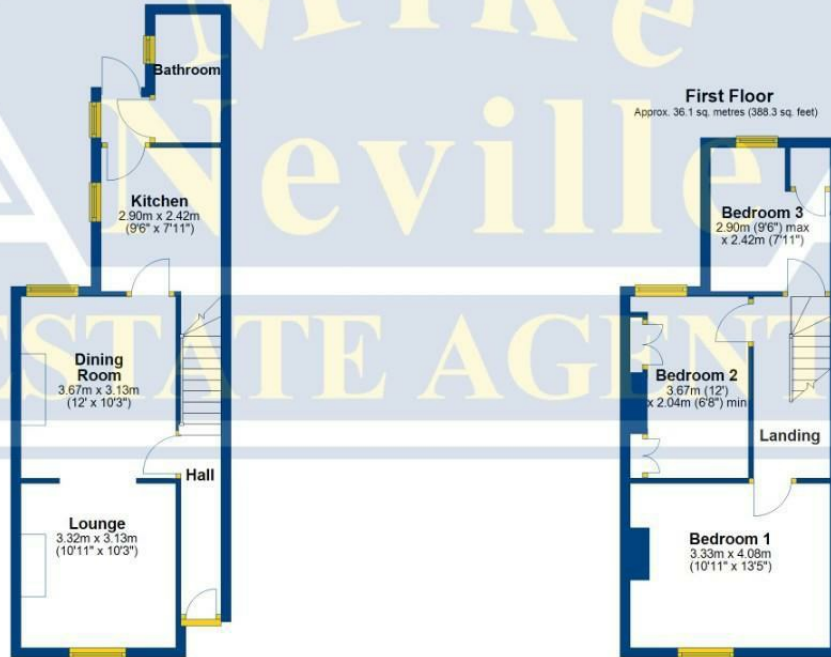 Mike
Neville
ESTATE AGENT
Bathroom
Kitchen
2.90m x 2.42m
(9'6" x 7'11")
Dining
Room
3.67m x 3.13m
(12' x 10'3")
Hall
Lounge
3.32m x 3.13m
(10'11" x 10'3")
First Floor
Approx. 36.1 sq. metres (388.3 sq. feet)
Bedroom 3
2.90m (9'6") max
x 2.42m (7'11")
Bedroom 2
3.67m (12')
x 2.04m (6'8") min
Landing
Bedroom 1
3.33m x 4.08m
(10'11" x 13'5")